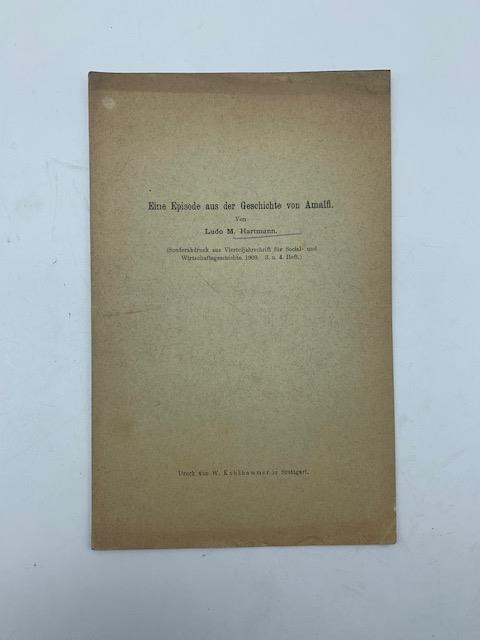 Eine Episode aus der Geschichte von Amalfi.
Von
Ludo M. Hartmann.
(Sonderabdruck aus Vierteljahrschrift für Social- und
Wirtschaftsgeschichte. 1909. 3. u. 4. Heft.)
Druck von W. Kohlhammer in Stuttgart.